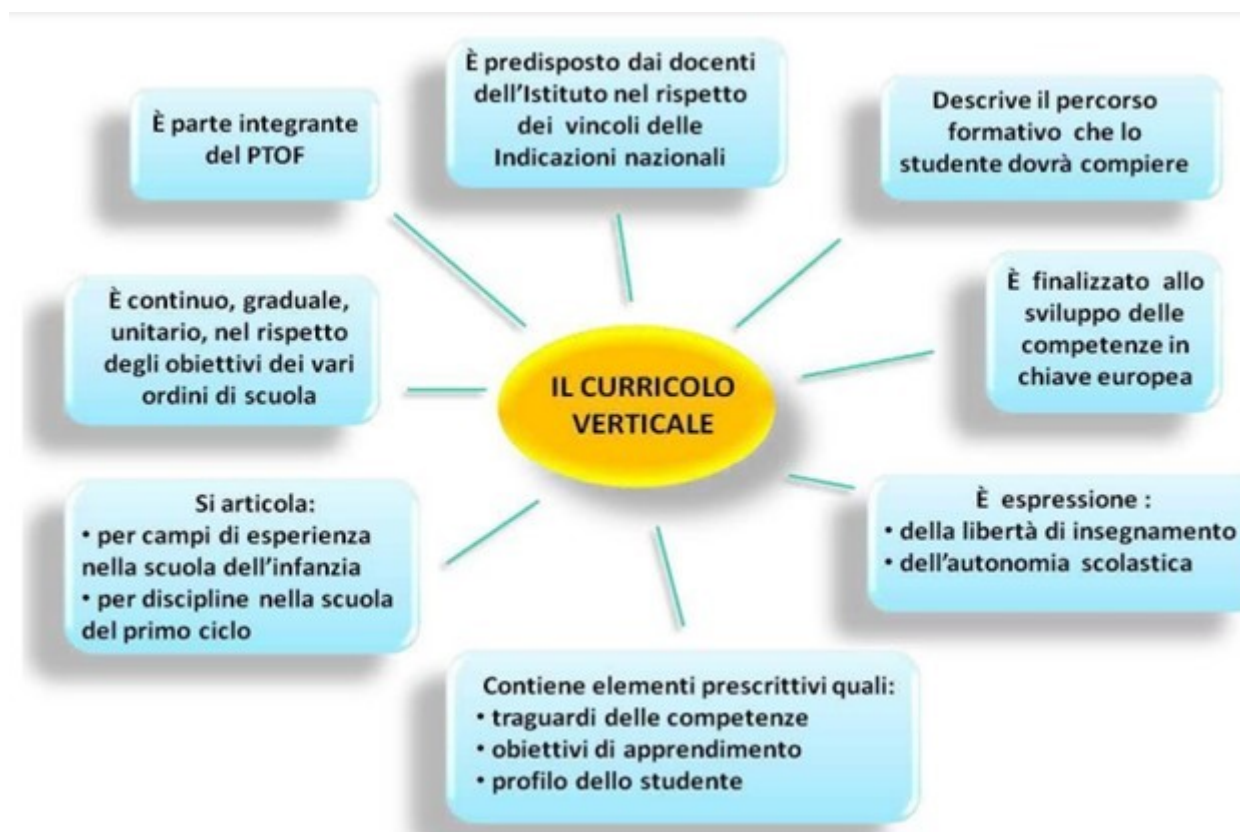 È parte integrante
del PTOF
È predisposto dai docenti
dell'Istituto nel rispetto
dei vincoli delle
Indicazioni nazionali
Descrive il percorso
formativo che lo
studente dovrà compiere
È continuo, graduale,
unitario, nel rispetto
degli obiettivi dei vari
ordini di scuola
IL CURRICOLO
VERTICALE
È finalizzato allo
sviluppo delle
competenze in
chiave europea
Si articola:
• per campi di esperienza
nella scuola dell'infanzia
• per discipline nella scuola
del primo ciclo
È espressione :
• della libertà di insegnamento
• dell'autonomia scolastica
Contiene elementi prescrittivi quali:
• traguardi delle competenze
• obiettivi di apprendimento
• profilo dello studente